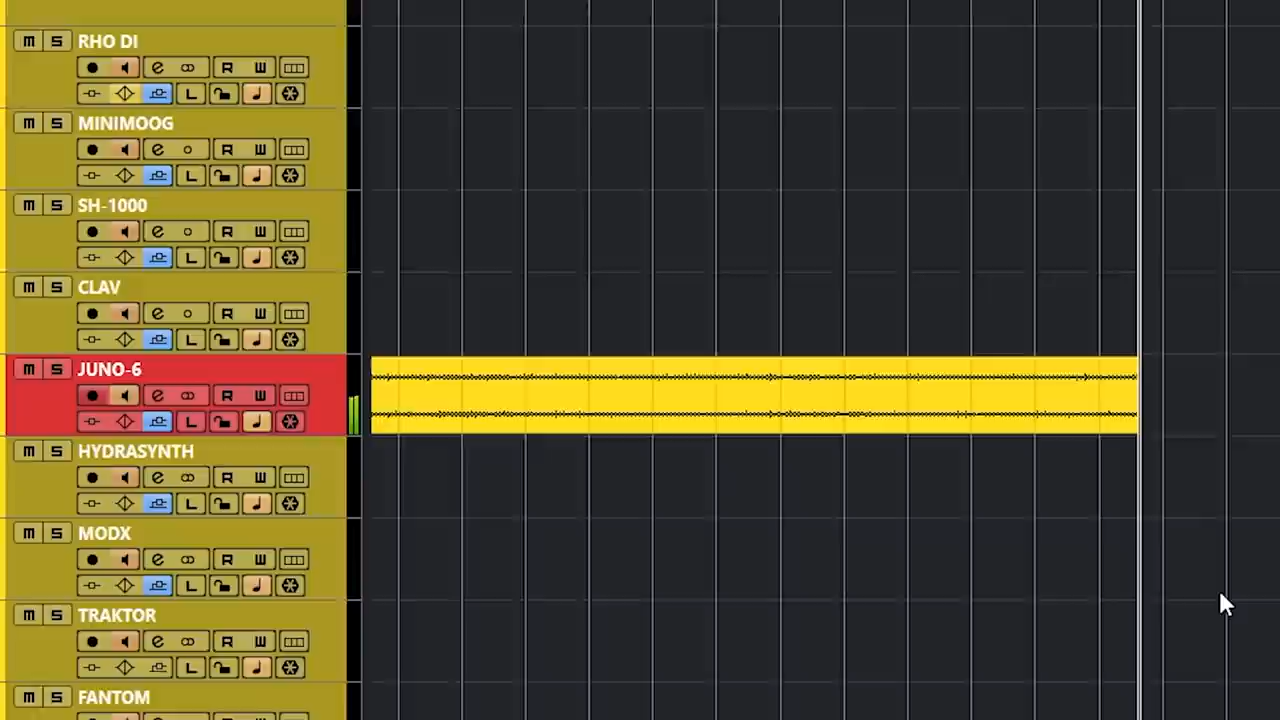 M S RHO DI
e R W
L
M S MINIMOOG
e R W
L
M S SH-1000
e R W
L
M S CLAV
e R W
L
M S JUNO-6
e R W
L
M S HYDRASYNTH
e R W
L
M S MODX
e R W
L
M S TRAKTOR
e R W
L
M S FANTOM